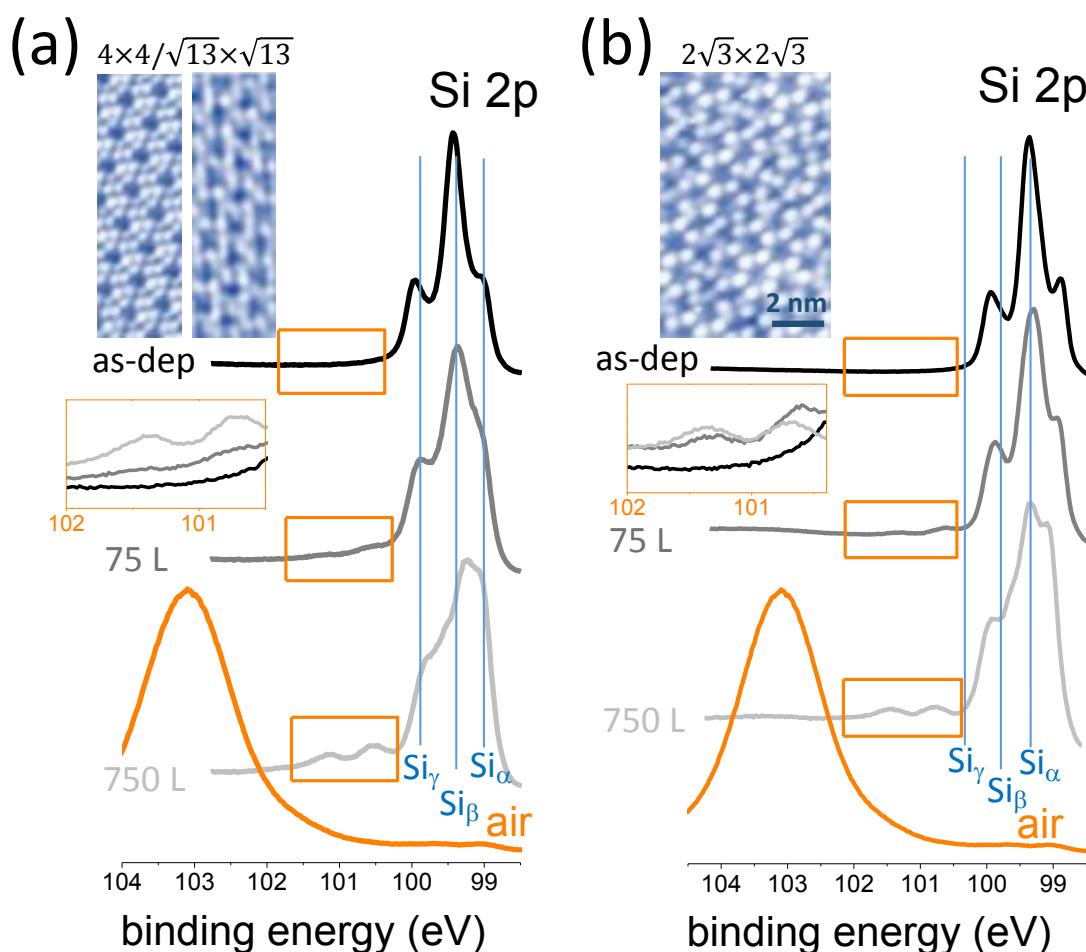 (a)
4×4/√13×√13
Si 2p
as-dep
102
101
75 L
750 L
Siγ
Siβ
Siα
air
104
103
102
101
100
99
binding energy (eV)
(b)
2√3×2√3
Si 2p
2 nm
as-dep
102
101
75 L
750 L
Siγ
Siβ
Siα
air
104
103
102
101
100
99
binding energy (eV)